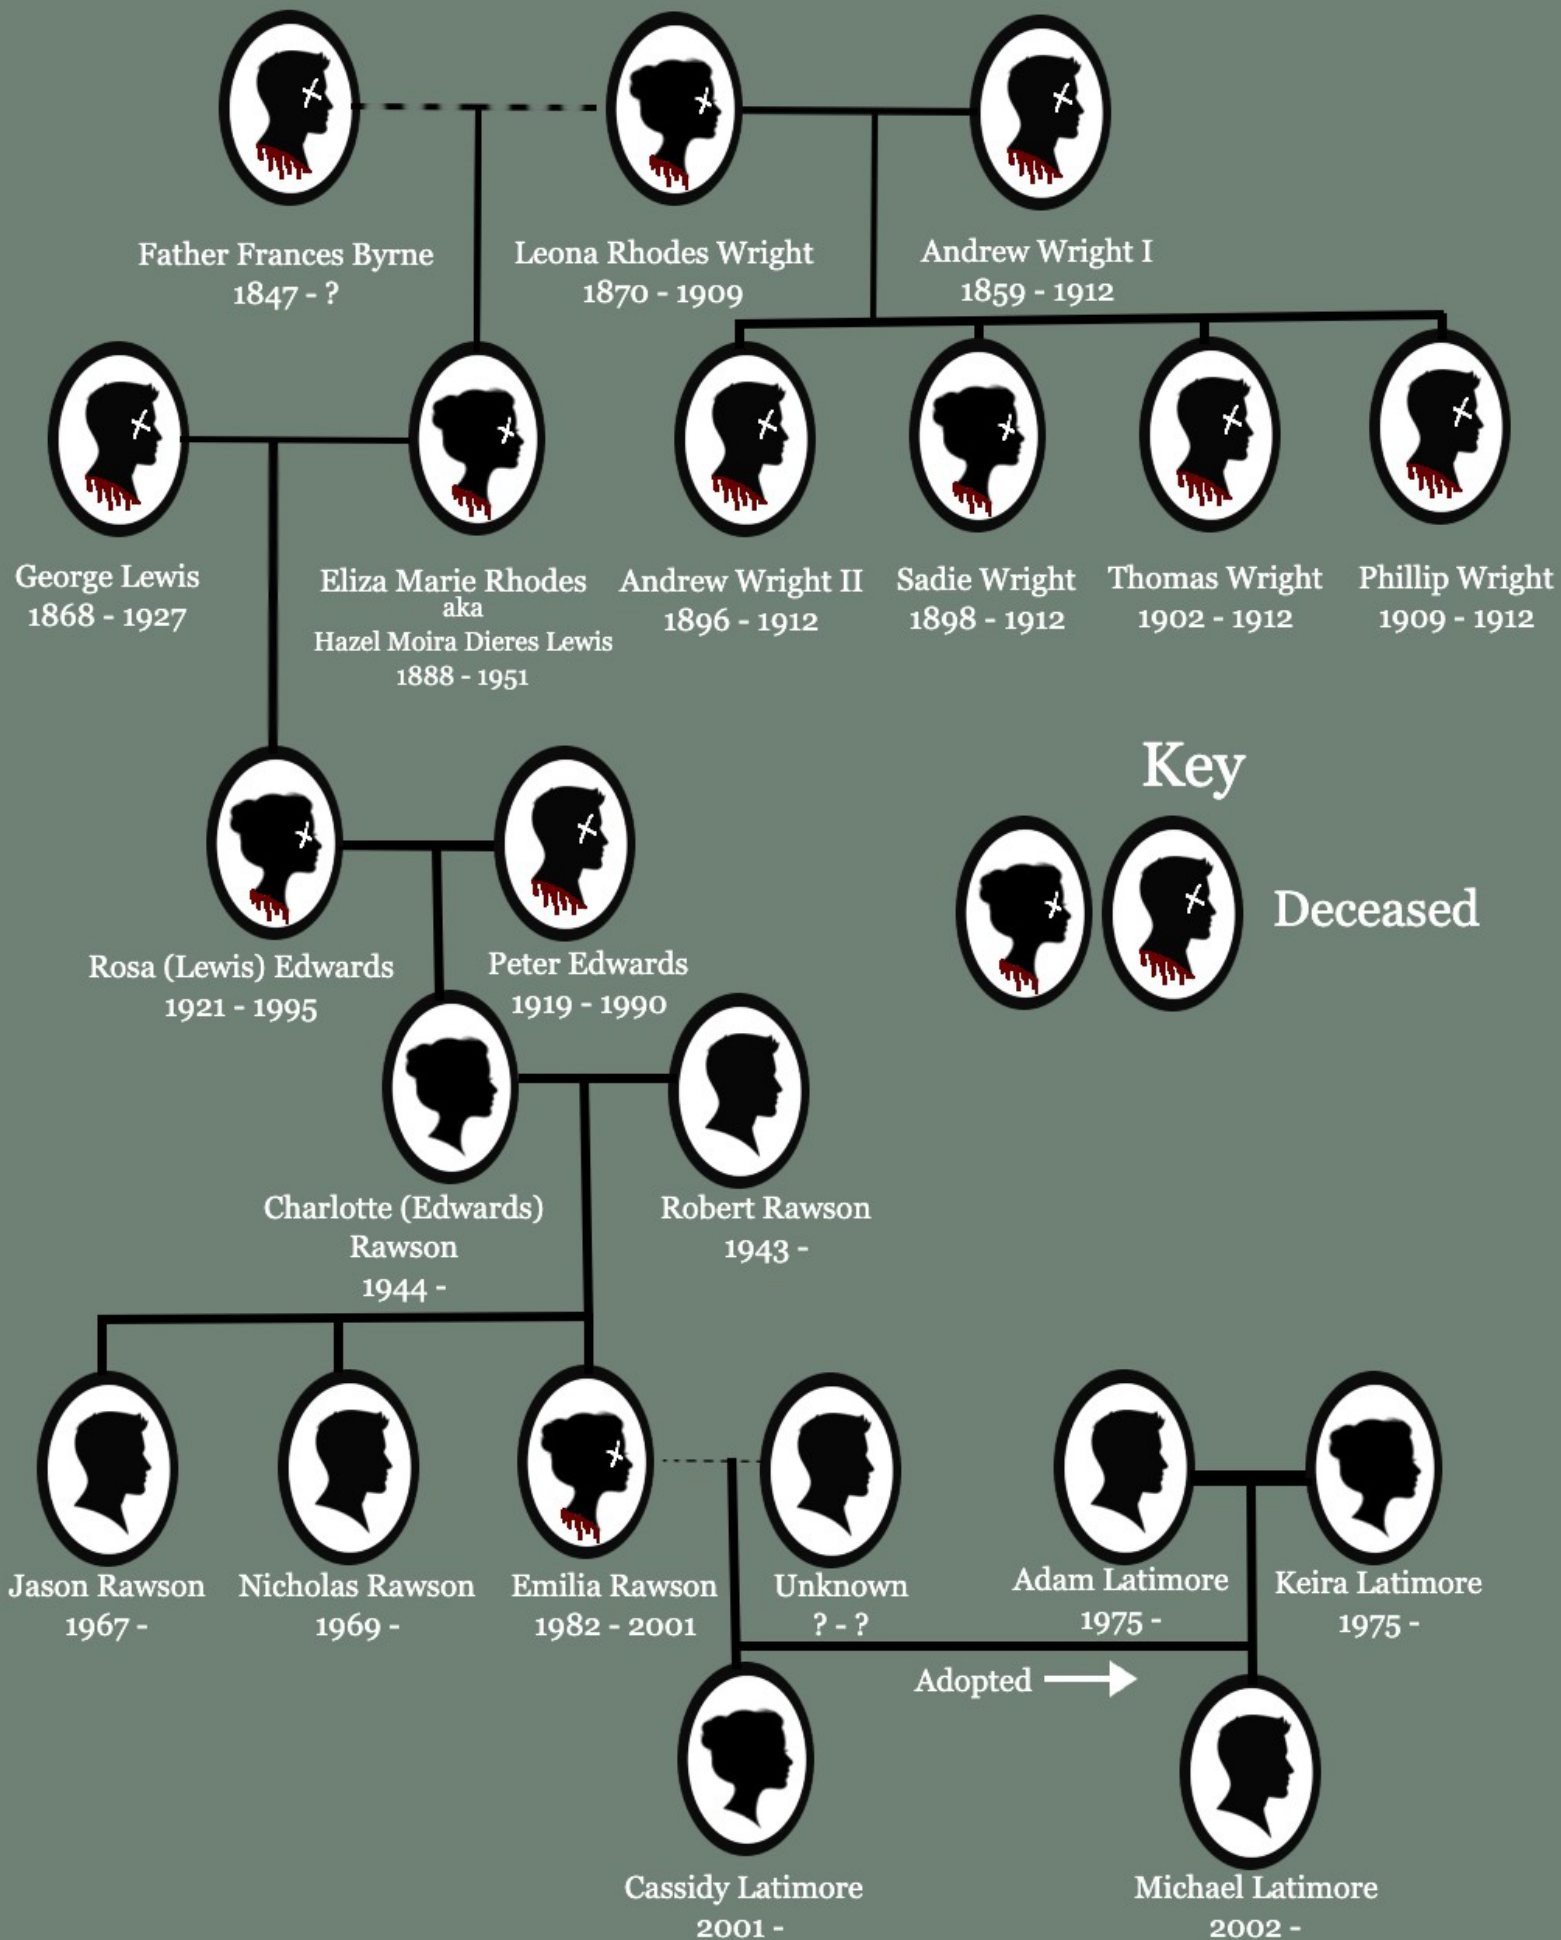 Father Frances Byrne
1847 - ?
Leona Rhodes Wright
1870 - 1909
Andrew Wright I
1859 - 1912
George Lewis
1868 - 1927
Eliza Marie Rhodes
aka
Hazel Moira Dieres Lewis
1888 - 1951
Andrew Wright II
1896 - 1912
Sadie Wright
1898 - 1912
Thomas Wright
1902 - 1912
Phillip Wright
1909 - 1912
Key
Deceased
Rosa (Lewis) Edwards
1921 - 1995
Peter Edwards
1919 - 1990
Charlotte (Edwards)
Rawson
1944 -
Robert Rawson
1943 -
Jason Rawson
1967 -
Nicholas Rawson
1969 -
Emilia Rawson
1982 - 2001
Unknown
? - ?
Adam Latimore
1975 -
Keira Latimore
1975 -
Adopted
Cassidy Latimore
2001 -
Michael Latimore
2002 -